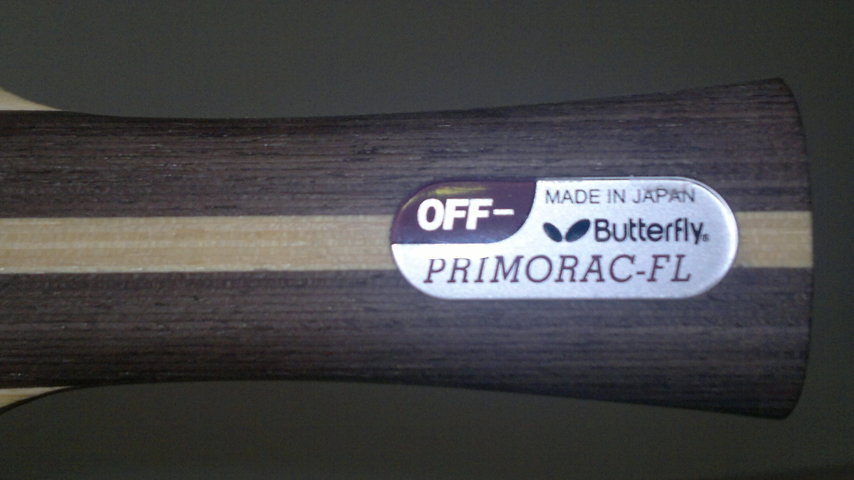 OFF-
MADE IN JAPAN
Butterfly®
PRIMORAC-FL